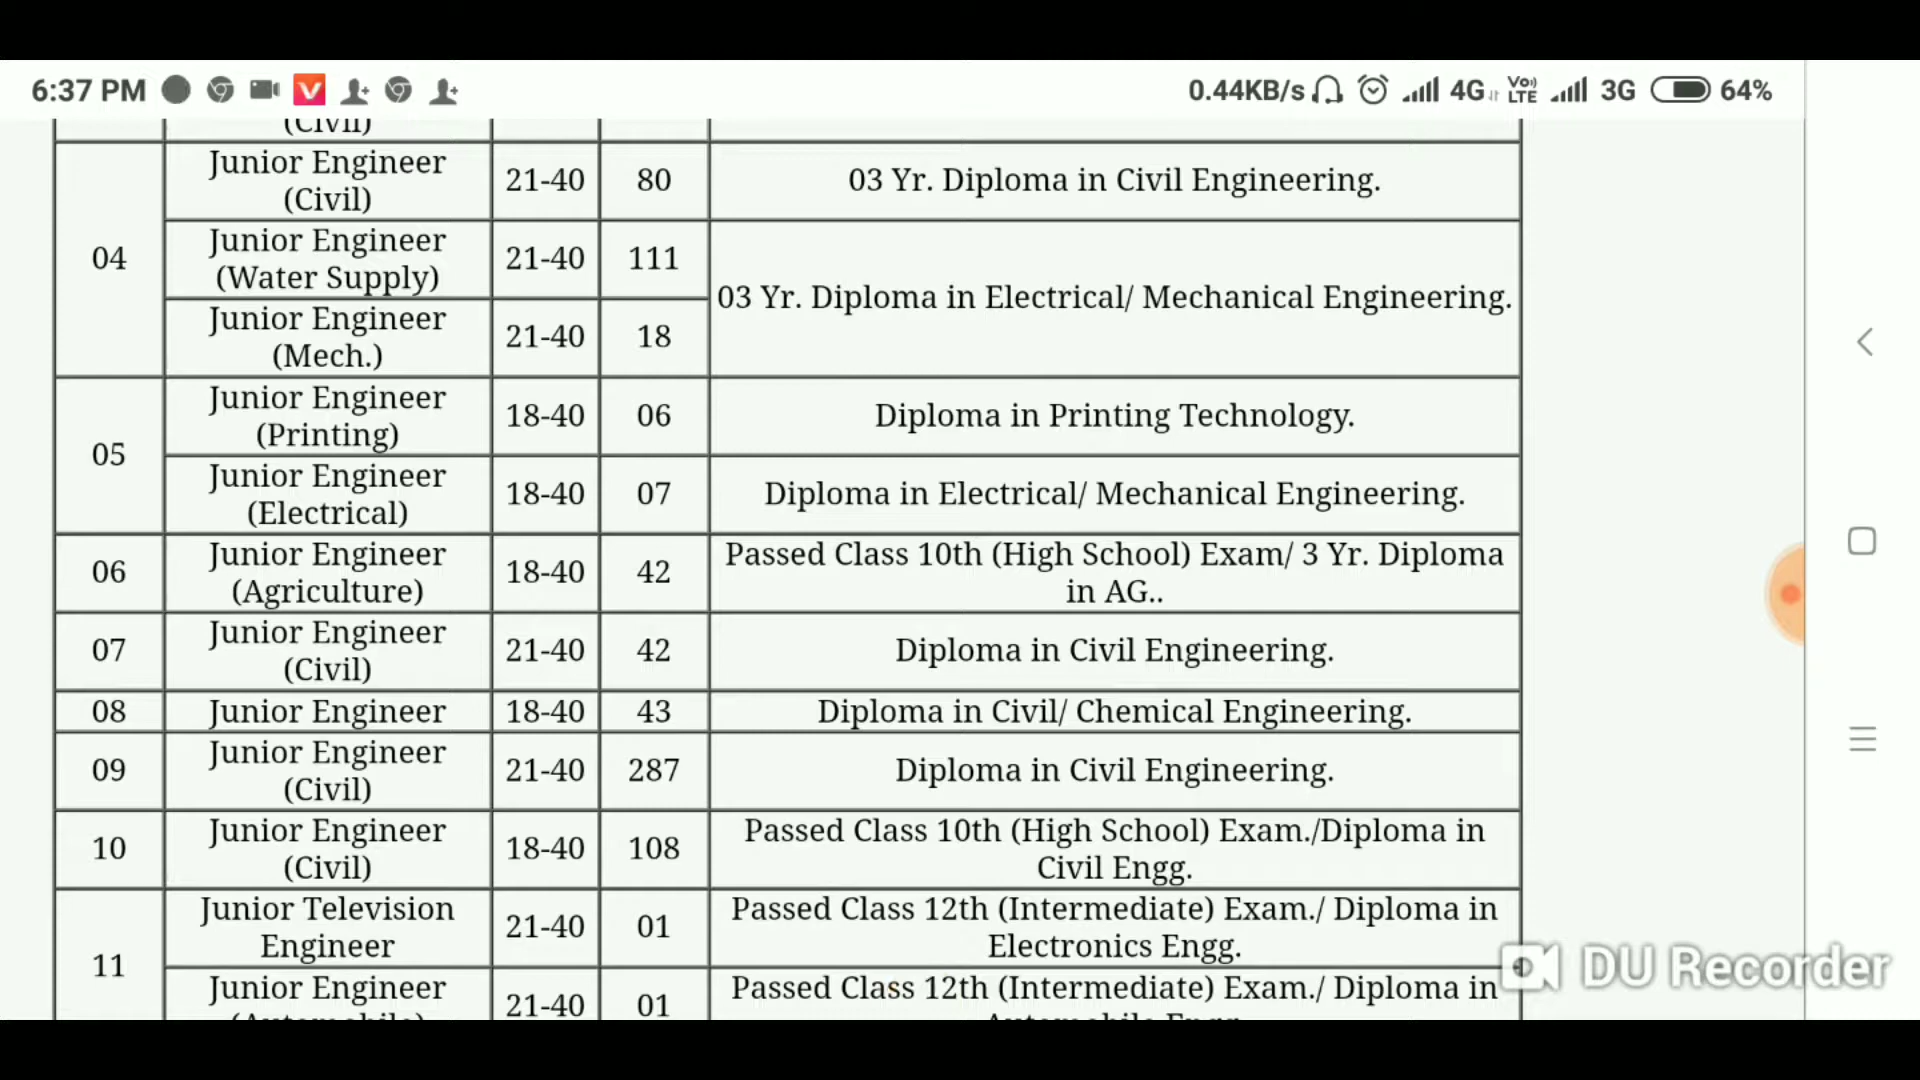 6:37 PM
0.44KB/s 4G VoLTE 3G 64%
(Civil)
04
Junior Engineer
(Civil)
21-40
80
03 Yr. Diploma in Civil Engineering.
Junior Engineer
(Water Supply)
21-40
111
03 Yr. Diploma in Electrical/ Mechanical Engineering.
Junior Engineer
(Mech.)
21-40
18
05
Junior Engineer
(Printing)
18-40
06
Diploma in Printing Technology.
Junior Engineer
(Electrical)
18-40
07
Diploma in Electrical/ Mechanical Engineering.
06
Junior Engineer
(Agriculture)
18-40
42
Passed Class 10th (High School) Exam/ 3 Yr. Diploma
in AG..
07
Junior Engineer
(Civil)
21-40
42
Diploma in Civil Engineering.
08
Junior Engineer
18-40
43
Diploma in Civil/ Chemical Engineering.
09
Junior Engineer
(Civil)
21-40
287
Diploma in Civil Engineering.
10
Junior Engineer
(Civil)
18-40
108
Passed Class 10th (High School) Exam./Diploma in
Civil Engg.
11
Junior Television
Engineer
21-40
01
Passed Class 12th (Intermediate) Exam./ Diploma in
Electronics Engg.
Junior Engineer
(Automobile)
21-40
01
Passed Class 12th (Intermediate) Exam./ Diploma in
Automobile Engg.
DU Recorder